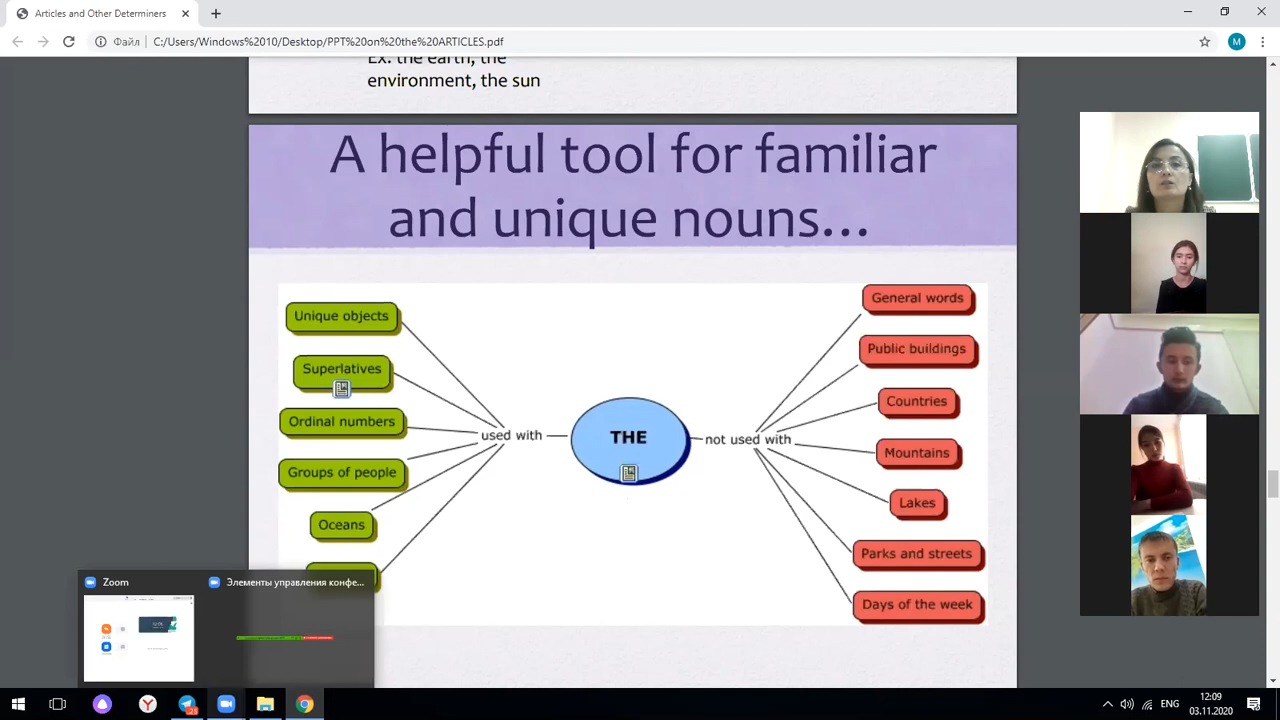 Articles and Other Determiners
Файл
C:/Users/Windows%2010/Desktop/PPT%20on%20the%20ARTICLES.pdf
M
Ex: the earth, the
environment, the sun
A helpful tool for familiar
and unique nouns…
Unique objects
Superlatives
Ordinal numbers
Groups of people
Oceans
used with
THE
not used with
General words
Public buildings
Countries
Mountains
Lakes
Parks and streets
Days of the week
Zoom
Элементы управления конфе...
ENG
12:09
03.11.2020